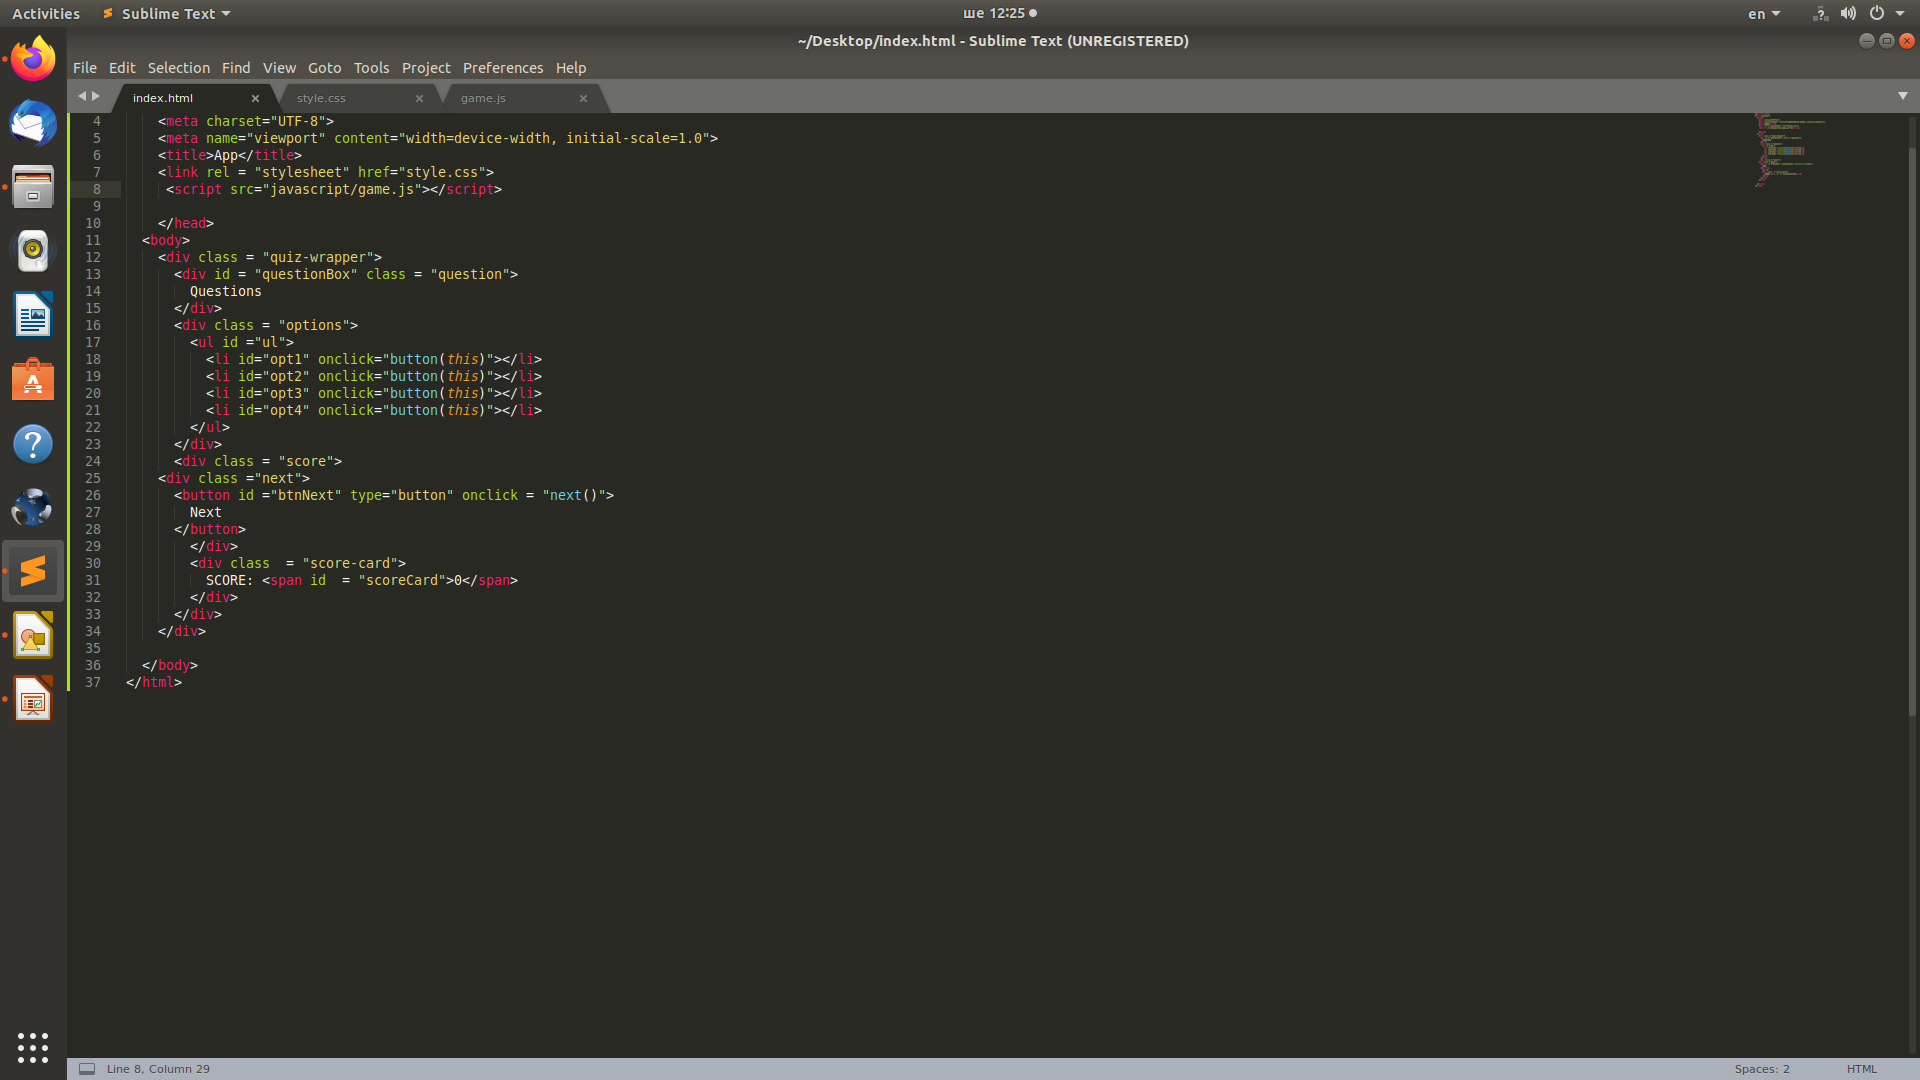 Activities Sublime Text ше 12:25 en
~/Desktop/index.html - Sublime Text (UNREGISTERED)
File Edit Selection Find View Goto Tools Project Preferences Help
index.html style.css game.js
4 <meta charset="UTF-8">
5 <meta name="viewport" content="width=device-width, initial-scale=1.0">
6 <title>App</title>
7 <link rel = "stylesheet" href="style.css">
8 <script src="javascript/game.js"></script>
9
10 </head>
11 <body>
12 <div class = "quiz-wrapper">
13 <div id = "questionBox" class = "question">
14 Questions
15 </div>
16 <div class = "options">
17 <ul id ="ul">
18 <li id="opt1" onclick="button(this)"></li>
19 <li id="opt2" onclick="button(this)"></li>
20 <li id="opt3" onclick="button(this)"></li>
21 <li id="opt4" onclick="button(this)"></li>
22 </ul>
23 </div>
24 <div class = "score">
25 <div class ="next">
26 <button id ="btnNext" type="button" onclick = "next()">
27 Next
28 </button>
29 </div>
30 <div class  = "score-card">
31 SCORE: <span id  = "scoreCard">0</span>
32 </div>
33 </div>
34 </div>
35
36 </body>
37 </html>
Line 8, Column 29 Spaces: 2 HTML